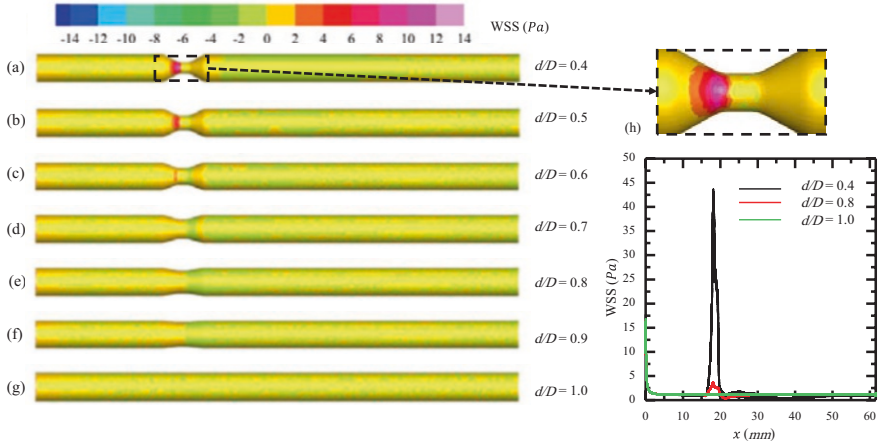 WSS (Pa)
-14 -12 -10 -8 -6 -4 -2 0 2 4 6 8 10 12 14
(a) d/D = 0.4
(b) d/D = 0.5
(c) d/D = 0.6
(d) d/D = 0.7
(e) d/D = 0.8
(f) d/D = 0.9
(g) d/D = 1.0
(h)
50
45
40
35
30
25
20
15
10
5
0
WSS (Pa)
d/D = 0.4
d/D = 0.8
d/D = 1.0
0 10 20 30 40 50 60
x (mm)